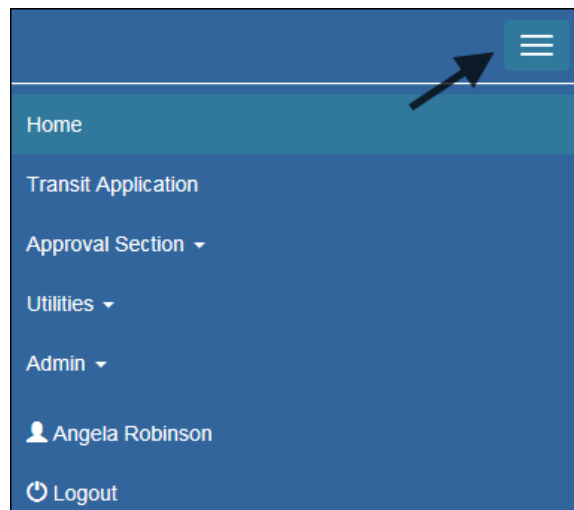 Home
Transit Application
Approval Section
Utilities
Admin
Angela Robinson
Logout